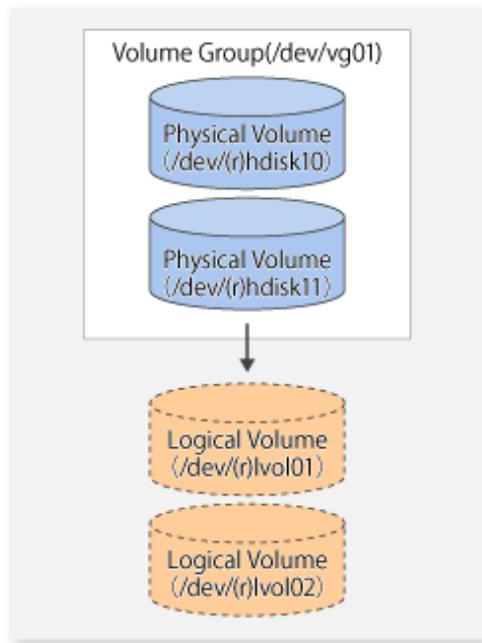 Volume Group(/dev/vg01)
Physical Volume
(/dev/(r)hdisk10)
Physical Volume
(/dev/(r)hdisk11)
Logical Volume
(/dev/(r)lvol01)
Logical Volume
(/dev/(r)lvol02)